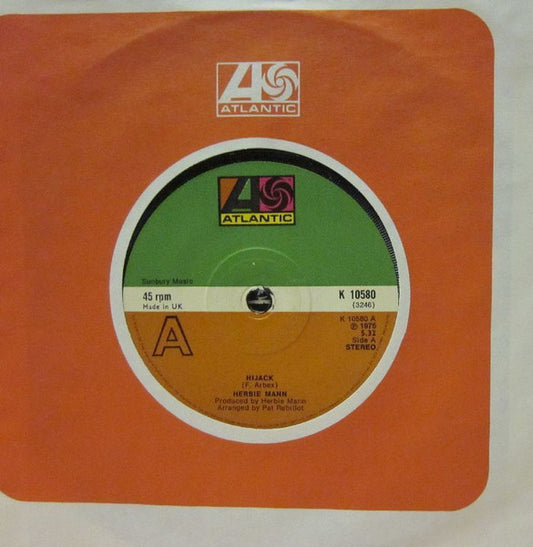 ATLANTIC
ATLANTIC
Sunbury Music
45 rpm
Made in UK
K 10580
(3246)
K 10580 A
℗ 1975
5.32
Side A
STEREO
A
HIJACK
(F. Arbex)
HERBIE MANN
Produced by Herbie Mann
Arranged by Pat Rebillot